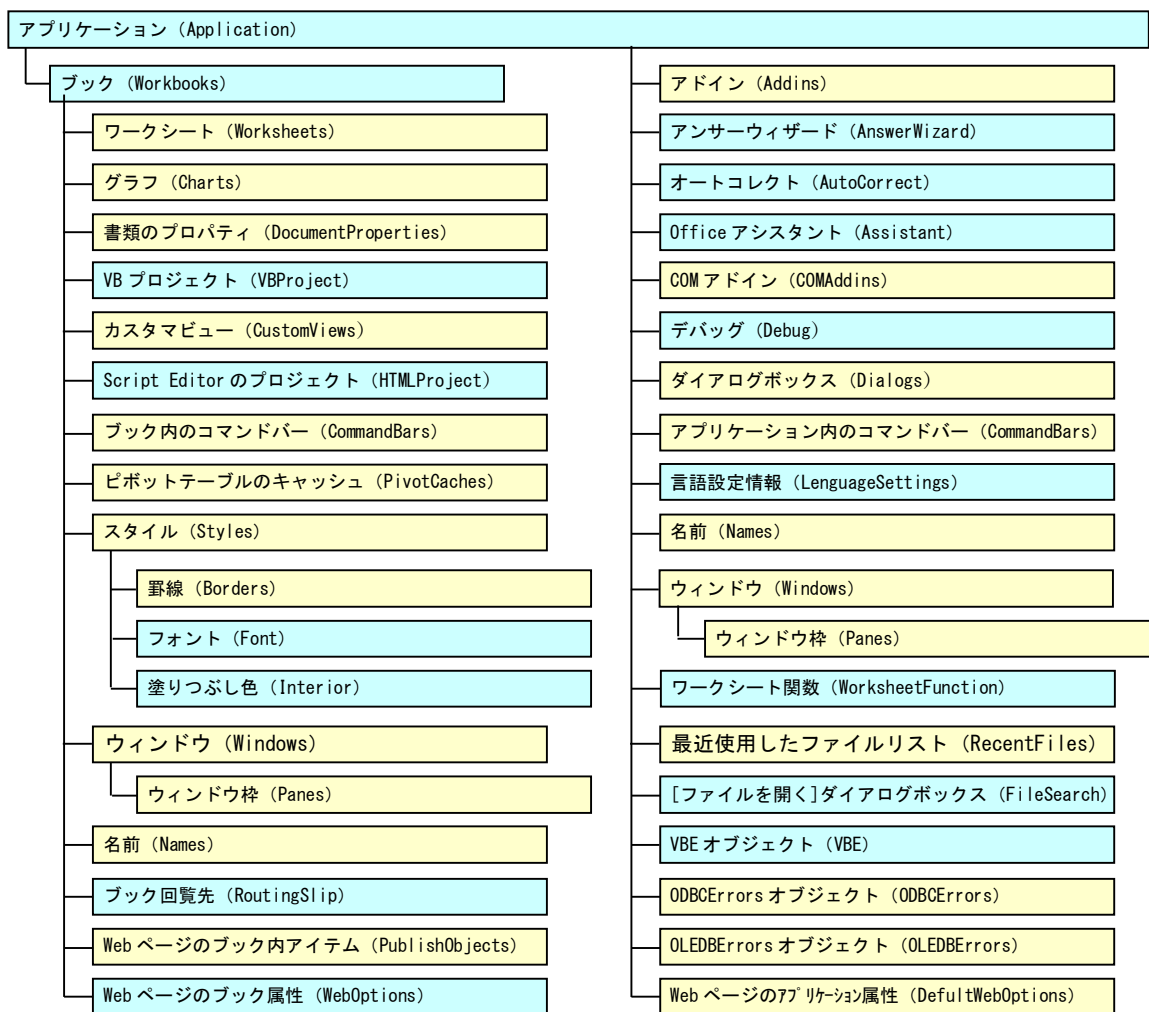 アプリケーション（Application）
ブック（Workbooks）
ワークシート（Worksheets）
グラフ（Charts）
書類のプロパティ（DocumentProperties）
VB プロジェクト（VBProject）
カスタマビュー（CustomViews）
Script Editor のプロジェクト（HTMLProject）
ブック内のコマンドバー（CommandBars）
ピボットテーブルのキャッシュ（PivotCaches）
スタイル（Styles）
罫線（Borders）
フォント（Font）
塗りつぶし色（Interior）
ウィンドウ（Windows）
ウィンドウ枠（Panes）
名前（Names）
ブック回覧先（RoutingSlip）
Web ページのブック内アイテム（PublishObjects）
Web ページのブック属性（WebOptions）
アドイン（Addins）
アンサーウィザード（AnswerWizard）
オートコレクト（AutoCorrect）
Office アシスタント（Assistant）
COM アドイン（COMAddins）
デバッグ（Debug）
ダイアログボックス（Dialogs）
アプリケーション内のコマンドバー（CommandBars）
言語設定情報（LenguageSettings）
名前（Names）
ウィンドウ（Windows）
ウィンドウ枠（Panes）
ワークシート関数（WorksheetFunction）
最近使用したファイルリスト（RecentFiles）
[ファイルを開く]ダイアログボックス（FileSearch）
VBE オブジェクト（VBE）
ODBCErrors オブジェクト（ODBCErrors）
OLEDBErrors オブジェクト（OLEDBErrors）
Web ページのｱﾌﾟﾘｹｰｼｮﾝ属性（DefultWebOptions）